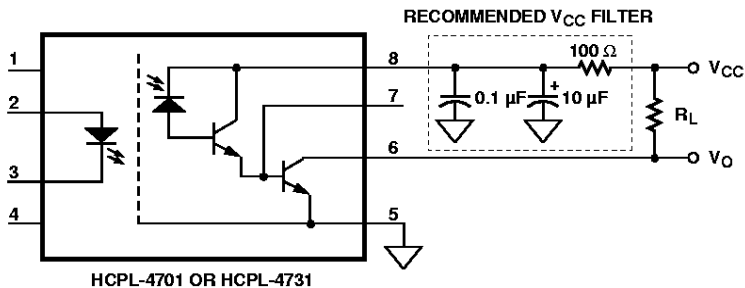 RECOMMENDED VCC FILTER
100 Ω
1
8
VCC
2
7
0.1 µF
+
10 µF
RL
3
6
VO
4
5
HCPL-4701 OR HCPL-4731